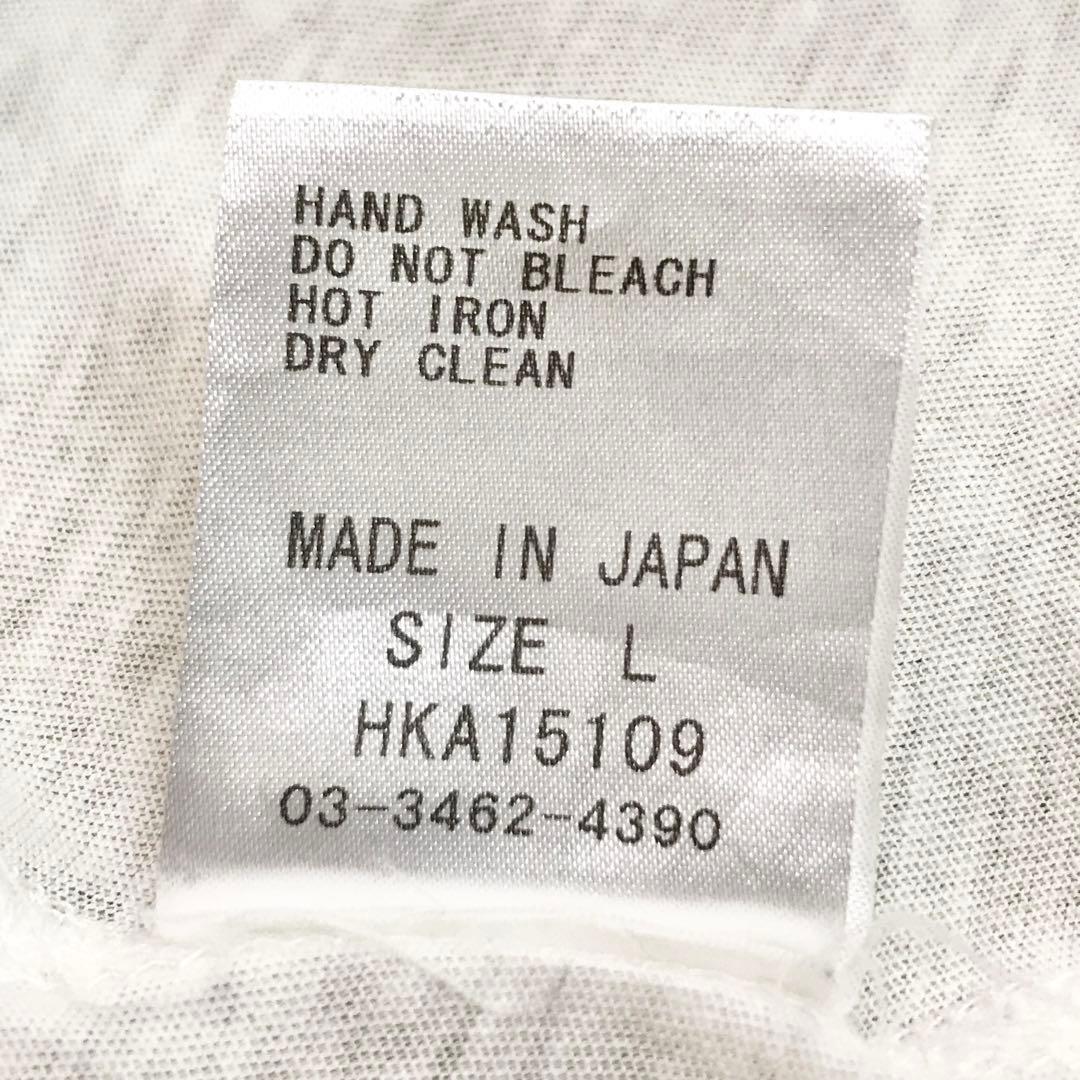 HAND WASH
DO NOT BLEACH
HOT IRON
DRY CLEAN
MADE IN JAPAN
SIZE L
HKA15109
03-3462-4390